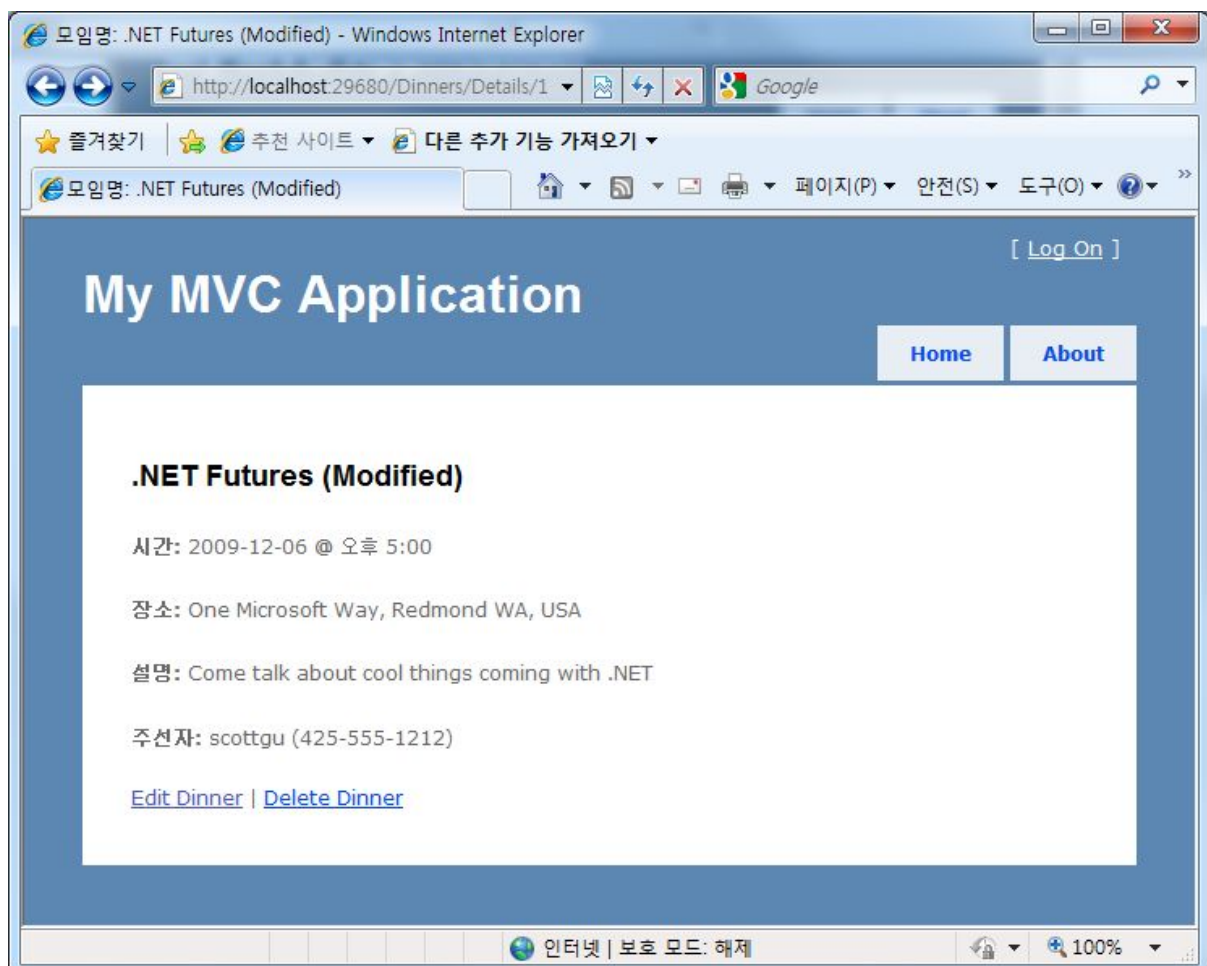 모임명: .NET Futures (Modified) - Windows Internet Explorer
http://localhost:29680/Dinners/Details/1
Google
즐겨찾기 추천 사이트 다른 추가 기능 가져오기
모임명: .NET Futures (Modified) 페이지(P) 안전(S) 도구(O)
[ Log On ]
My MVC Application
Home About
.NET Futures (Modified)
시간: 2009-12-06 @ 오후 5:00
장소: One Microsoft Way, Redmond WA, USA
설명: Come talk about cool things coming with .NET
주선자: scottgu (425-555-1212)
Edit Dinner | Delete Dinner
인터넷 | 보호 모드: 해제 100%